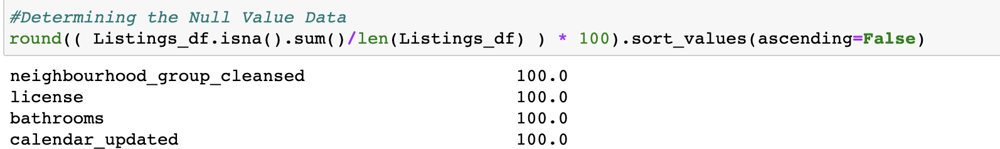 #Determining the Null Value Data
round(( Listings_df.isna().sum()/len(Listings_df) ) * 100).sort_values(ascending=False)
neighbourhood_group_cleansed 100.0
license 100.0
bathrooms 100.0
calendar_updated 100.0